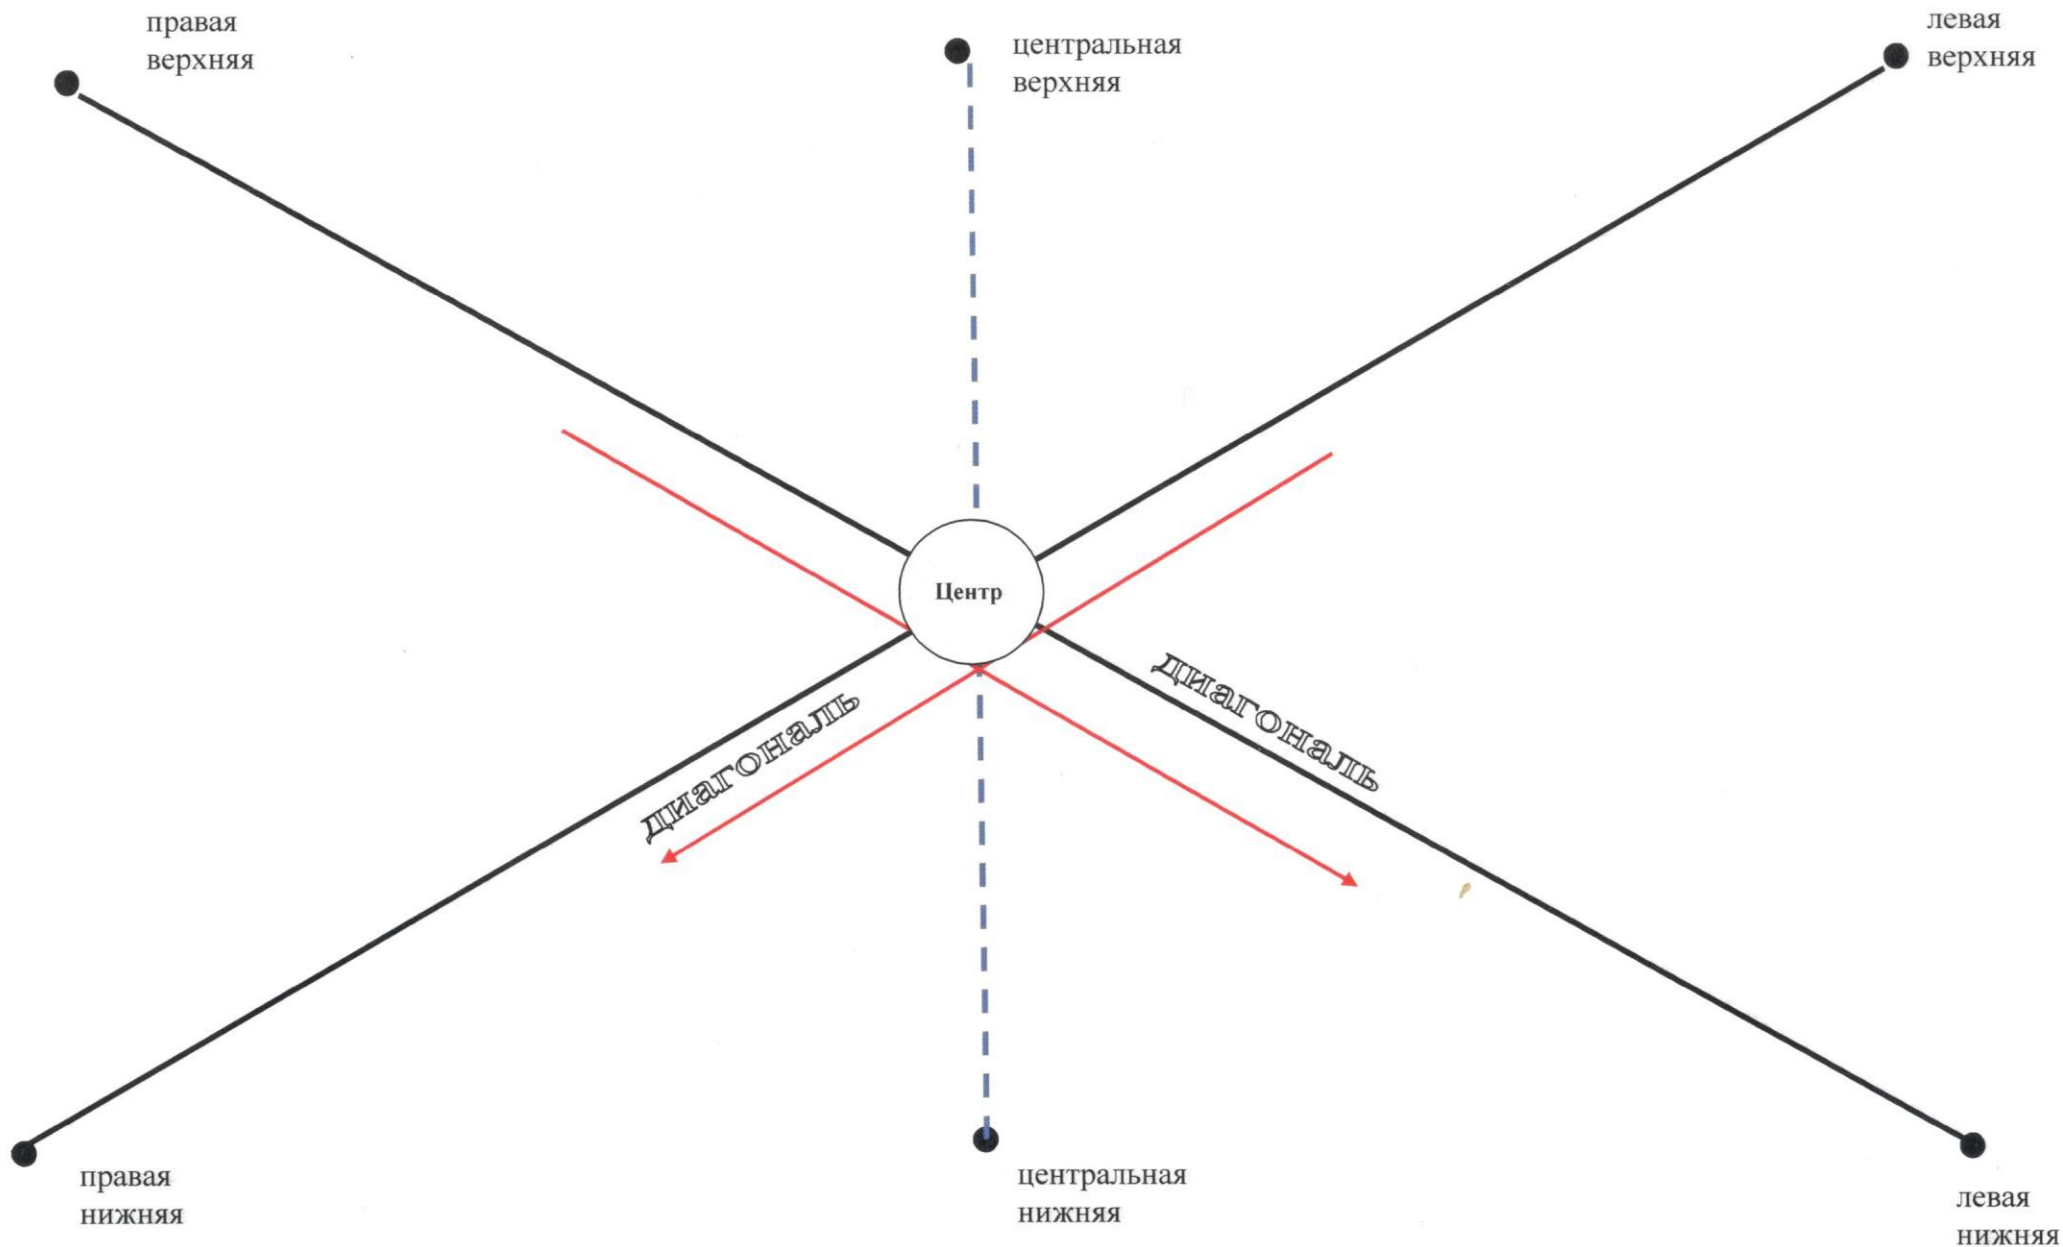 правая
верхняя
центральная
верхняя
левая
верхняя
Центр
диагональ
диагональ
правая
нижняя
центральная
нижняя
левая
нижняя